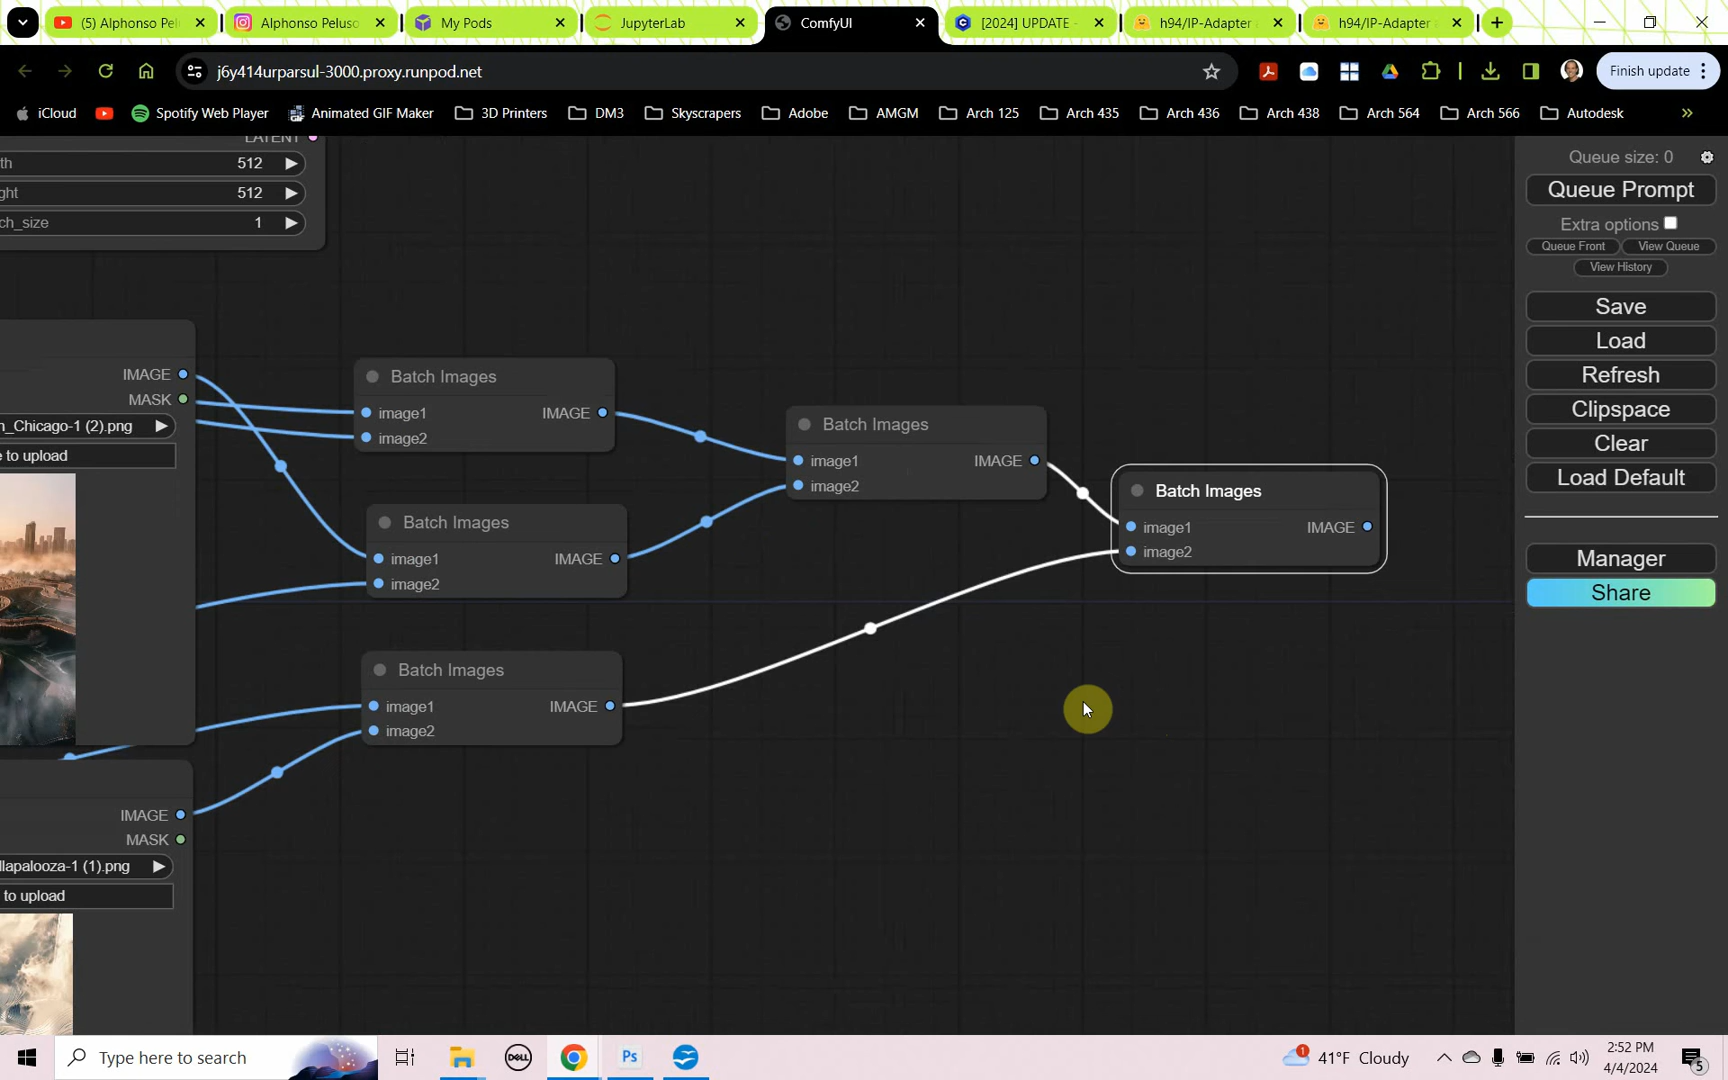 (5) Alphonso Pel
Alphonso Peluso
My Pods
JupyterLab
ComfyUI
[2024] UPDATE -
h94/IP-Adapter
h94/IP-Adapter
j6y414urparsul-3000.proxy.runpod.net
Finish update
iCloud
Spotify Web Player
Animated GIF Maker
3D Printers
DM3
Skyscrapers
Adobe
AMGM
Arch 125
Arch 435
Arch 436
Arch 438
Arch 564
Arch 566
Autodesk
»
LATENT
th 512
ght 512
ch_size 1
Queue size: 0
Queue Prompt
Extra options
Queue Front
View Queue
View History
Save
Load
Refresh
Clipspace
Clear
Load Default
Manager
Share
IMAGE
MASK
n_Chicago-1 (2).png
e to upload
Batch Images
image1 IMAGE
image2
Batch Images
image1 IMAGE
image2
Batch Images
image1 IMAGE
image2
Batch Images
image1 IMAGE
image2
Batch Images
image1 IMAGE
image2
IMAGE
MASK
llapalooza-1 (1).png
to upload
Type here to search
DELL
Ps
1
41°F Cloudy
2:52 PM
4/4/2024
5